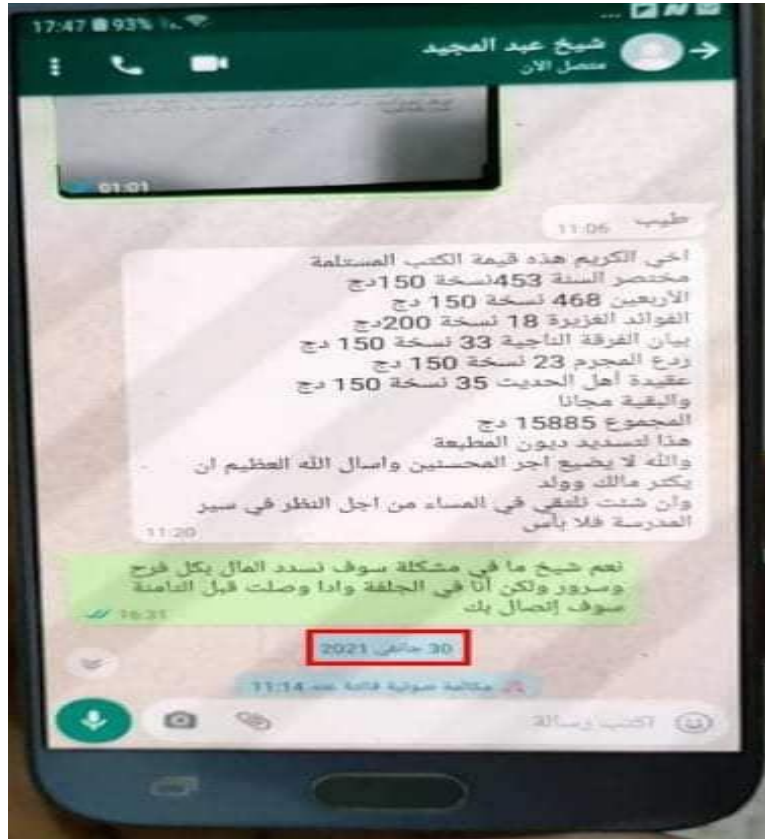 17:47 93%
شيخ عبد المجيد
متصل الآن
01:01
طيب
11:06
اخي الكريم هذه قيمة الكتب المستلمة
مختصر السنة 453نسخة 150دج
الأربعين 468 نسخة 150 دج
الفوائد الغزيرة 18 نسخة 200دج
بيان الفرقة الناجية 33 نسخة 150 دج
ردع المجرم 23 نسخة 150 دج
عقيدة أهل الحديث 35 نسخة 150 دج
والبقية مجانا
المجموع 15885 دج
هذا لتسديد ديون المطبعة
والله لا يضيع اجر المحسنين واسال الله العظيم ان
يكتر مالك وولد
وان شئت نلتقي في المساء من اجل النظر في سير
المدرسة فلا بأس
11:20
نعم شيخ ما في مشكلة سوف نسدد المال بكل فرح
وسرور ولكن أنا في الجلفة وادا وصلت قبل التامنة
سوف إتصال بك
16:31
30 جانفي 2021
مكالمة صوتية فائتة عند 11:14
اكتب رسالة